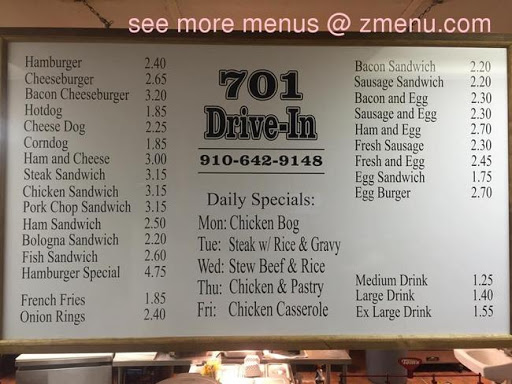 see more menus @ zmenu.com
Hamburger 2.40
Cheeseburger 2.65
Bacon Cheeseburger 3.20
Hotdog 1.85
Cheese Dog 2.25
Corndog 1.85
Ham and Cheese 3.00
Steak Sandwich 3.15
Chicken Sandwich 3.15
Pork Chop Sandwich 3.15
Ham Sandwich 2.50
Bologna Sandwich 2.20
Fish Sandwich 2.60
Hamburger Special 4.75
French Fries 1.85
Onion Rings 2.40
701
Drive-In
910-642-9148
Daily Specials:
Mon: Chicken Bog
Tue: Steak w/ Rice & Gravy
Wed: Stew Beef & Rice
Thu: Chicken & Pastry
Fri: Chicken Casserole
Bacon Sandwich 2.20
Sausage Sandwich 2.20
Bacon and Egg 2.30
Sausage and Egg 2.30
Ham and Egg 2.70
Fresh Sausage 2.30
Fresh and Egg 2.45
Egg Sandwich 1.75
Egg Burger 2.70
Medium Drink 1.25
Large Drink 1.40
Ex Large Drink 1.55